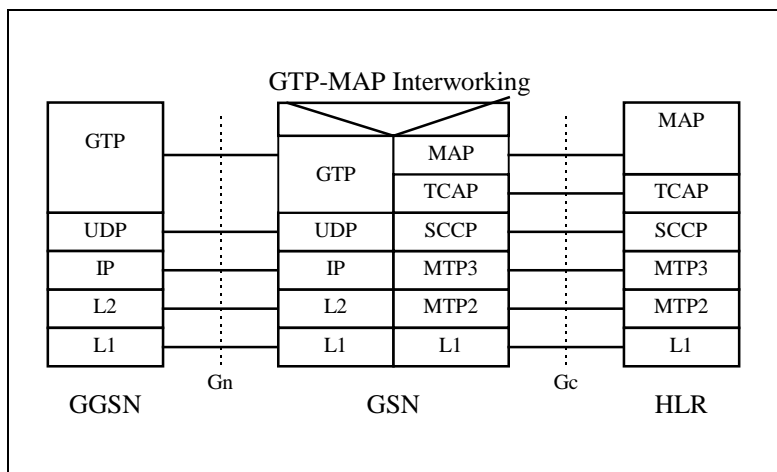 GTP-MAP Interworking
GTP
GTP
MAP
MAP
TCAP
TCAP
UDP
UDP
SCCP
SCCP
IP
IP
MTP3
MTP3
L2
L2
MTP2
MTP2
L1
L1
L1
L1
Gn
Gc
GGSN
GSN
HLR